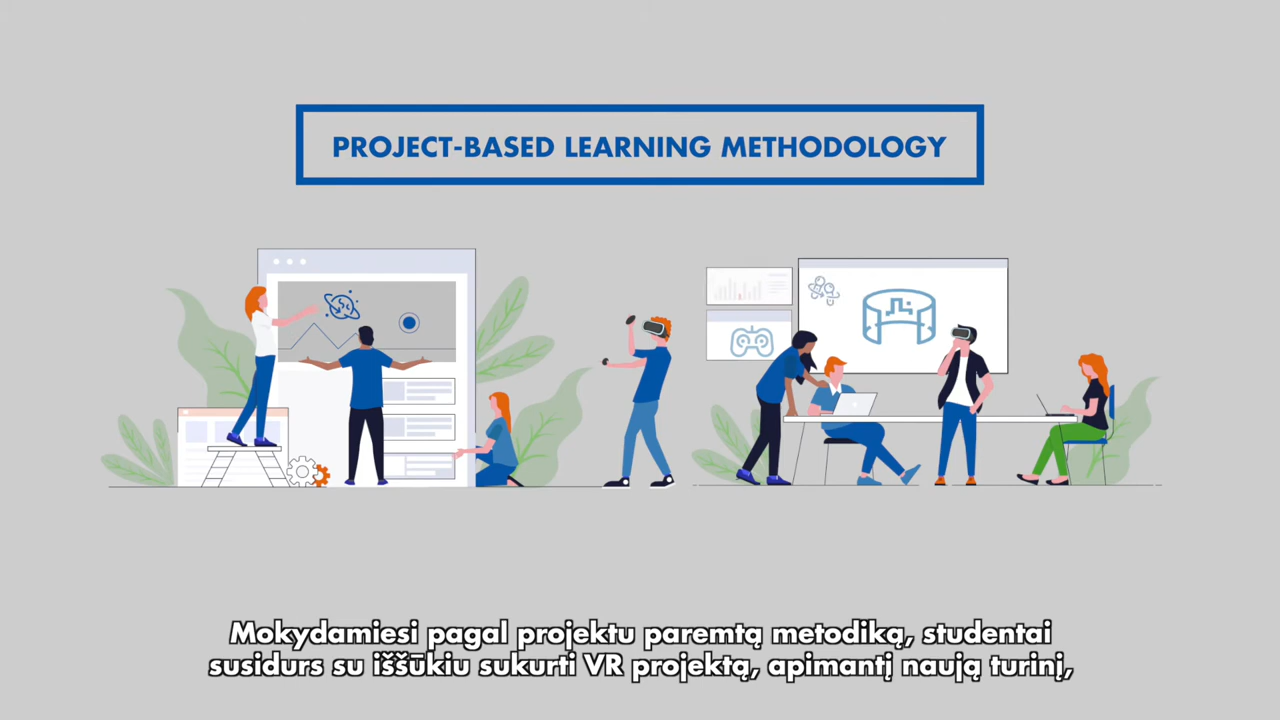 PROJECT-BASED LEARNING METHODOLOGY
Mokydamiesi pagal projektu paremtą metodiką, studentai
susidurs su iššūkiu sukurti VR projektą, apimantį naują turinį,